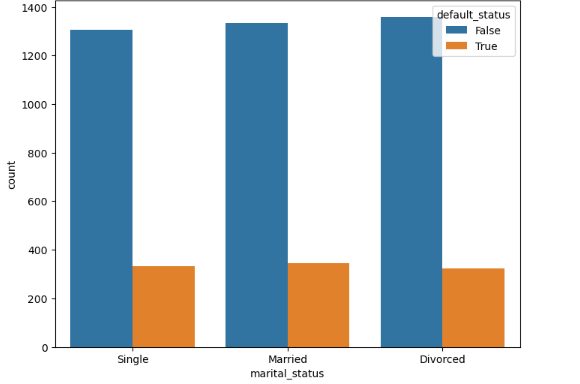 default_status
False
True
count
1400
1200
1000
800
600
400
200
0
Single Married Divorced
marital_status